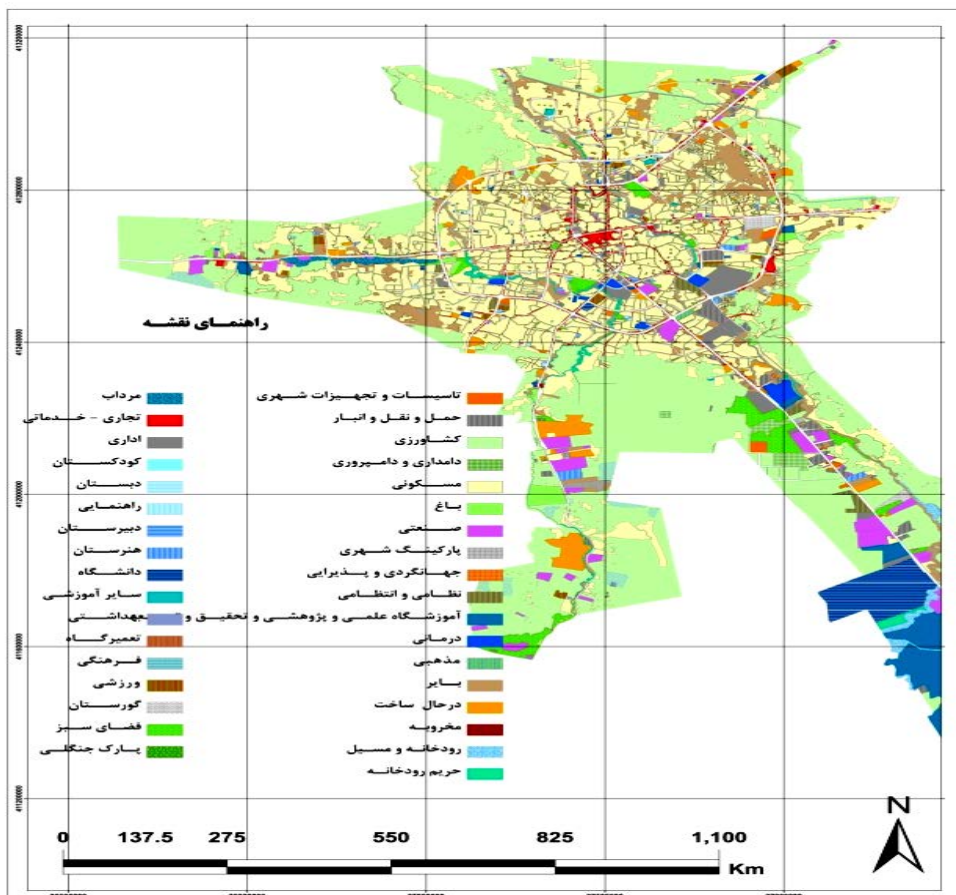 راهنمای نقشه
تاسیسات و تجهیزات شهری
حمل و نقل و انبار
کشاورزی
دامداری و دامپروری
مسکونی
باغ
صنعتی
پارکینگ شهری
جهانگردی و پذیرایی
نظامی و انتظامی
آموزشگاه علمی و پژوهشی و تحقیق و
درمانی
مذهبی
بایر
درحال ساخت
مخروبه
رودخانه و مسیل
حریم رودخانه
مرداب
تجاری - خدماتی
اداری
کودکستان
دبستان
راهنمایی
دبیرستان
هنرستان
دانشگاه
سایر آموزشی
بهداشتی
تعمیرگاه
فرهنگی
ورزشی
گورستان
فضای سبز
پارک جنگلی
N
0 137.5 275 550 825 1,100
Km